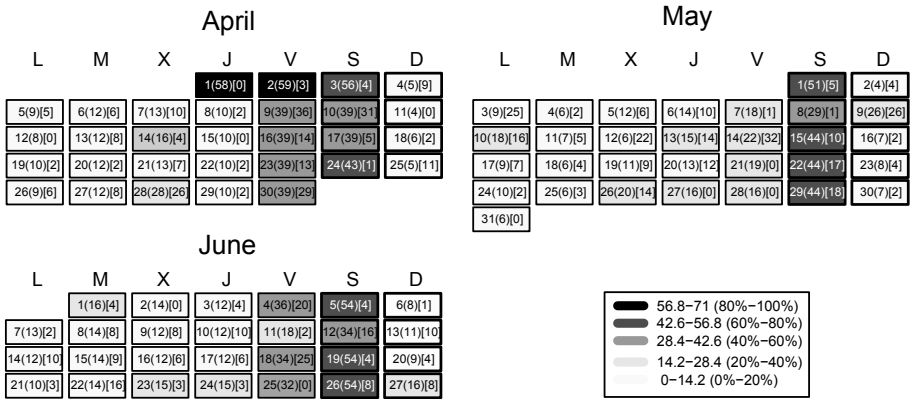 April
L M X J V S D
1(58)[0] 2(59)[3] 3(56)[4] 4(5)[9]
5(9)[5] 6(12)[6] 7(13)[10] 8(10)[2] 9(39)[36] 10(39)[31] 11(4)[0]
12(8)[0] 13(12)[8] 14(16)[4] 15(10)[0] 16(39)[14] 17(39)[5] 18(6)[2]
19(10)[2] 20(12)[2] 21(13)[7] 22(10)[2] 23(39)[13] 24(43)[1] 25(5)[11]
26(9)[6] 27(12)[8] 28(28)[26] 29(10)[2] 30(39)[29]
May
L M X J V S D
1(51)[5] 2(4)[4]
3(9)[25] 4(6)[2] 5(12)[6] 6(14)[10] 7(18)[1] 8(29)[1] 9(26)[26]
10(18)[16] 11(7)[5] 12(6)[22] 13(15)[14] 14(22)[32] 15(44)[10] 16(7)[2]
17(9)[7] 18(6)[4] 19(11)[9] 20(13)[12] 21(19)[0] 22(44)[17] 23(8)[4]
24(10)[2] 25(6)[3] 26(20)[14] 27(16)[0] 28(16)[0] 29(44)[18] 30(7)[2]
31(6)[0]
June
L M X J V S D
1(16)[4] 2(14)[0] 3(12)[4] 4(36)[20] 5(54)[4] 6(8)[1]
7(13)[2] 8(14)[8] 9(12)[8] 10(12)[10] 11(18)[2] 12(34)[16] 13(11)[10]
14(12)[10] 15(14)[9] 16(12)[6] 17(12)[6] 18(34)[25] 19(54)[4] 20(9)[4]
21(10)[3] 22(14)[16] 23(15)[3] 24(15)[3] 25(32)[0] 26(54)[8] 27(16)[8]
56.8−71 (80%−100%)
42.6−56.8 (60%−80%)
28.4−42.6 (40%−60%)
14.2−28.4 (20%−40%)
0−14.2 (0%−20%)